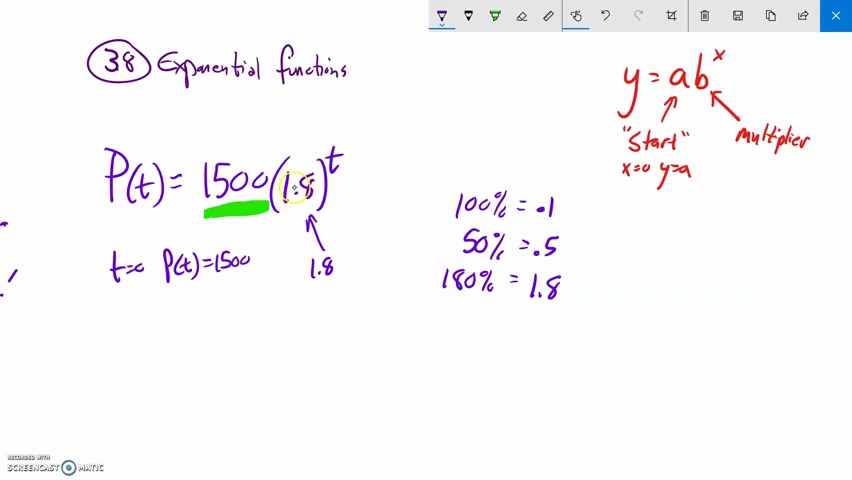 38 Exponential functions
y = ab^x
"Start"
x=0 y=a
multiplier
P(t) = 1500(1.8)^t
t=0 P(t)=1500
1.8
100% = .1
50% = .5
180% = 1.8
RECORDED WITH
SCREENCAST MATIC